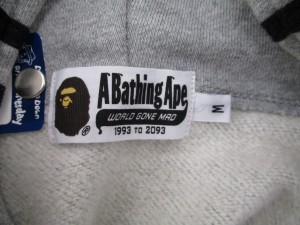 A Bathing Ape
WORLD GONE MAD
1993 TO 2093
®
M